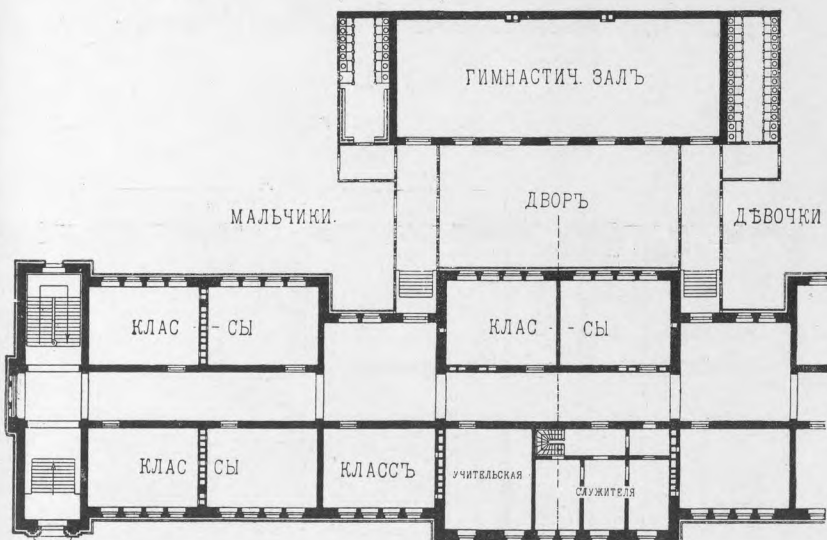 ГИМНАСТИЧ. ЗАЛЪ
ДВОРЪ
МАЛЬЧИКИ.
ДѢВОЧКИ
КЛАС - - СЫ
КЛАС - - СЫ
КЛАС СЫ
КЛАССЪ
УЧИТЕЛЬСКАЯ
СЛУЖИТЕЛЯ